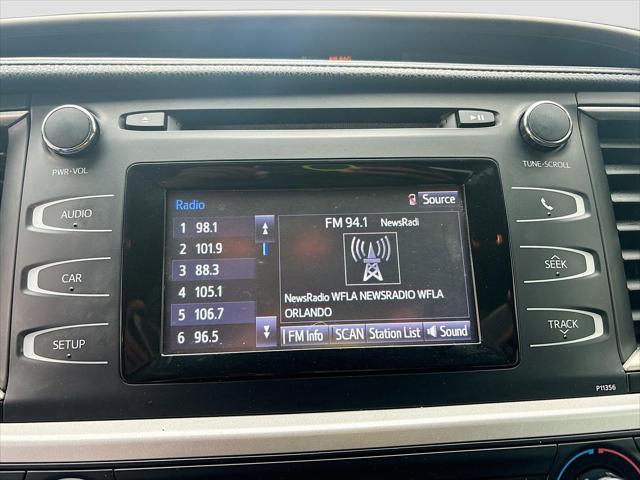 PWR•VOL
TUNE•SCROLL
AUDIO
CAR
SETUP
Radio
Source
1 98.1
2 101.9
3 88.3
4 105.1
5 106.7
6 96.5
FM 94.1 NewsRadi
NewsRadio WFLA NEWSRADIO WFLA
ORLANDO
FM Info SCAN Station List Sound
SEEK
TRACK
P11356